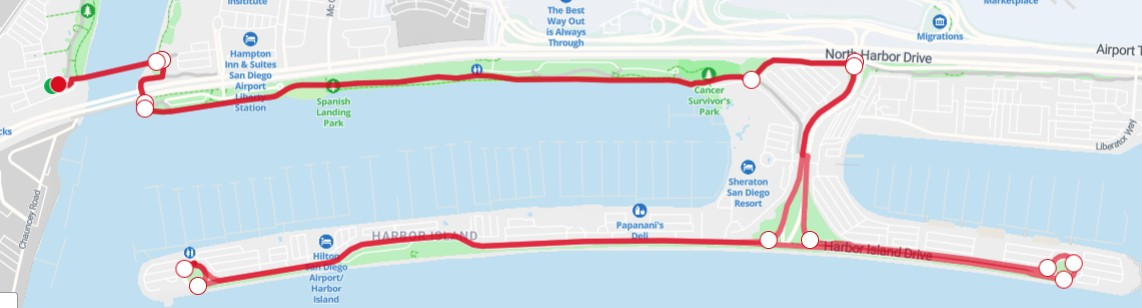 Institute
Mc C
The Best
Way Out
is Always
Through
Marketplace
Migrations
Airport T
North Harbor Drive
Hampton
Inn & Suites
San Diego
Airport
Liberty
Station
Spanish
Landing
Park
Cancer
Survivor's
Park
cks
Liberator Way
Chauncey Road
Sheraton
San Diego
Resort
Papanani's
Deli
HARBOR ISLAND
Harbor Island Drive
Hilton
San Diego
Airport/
Harbor
Island